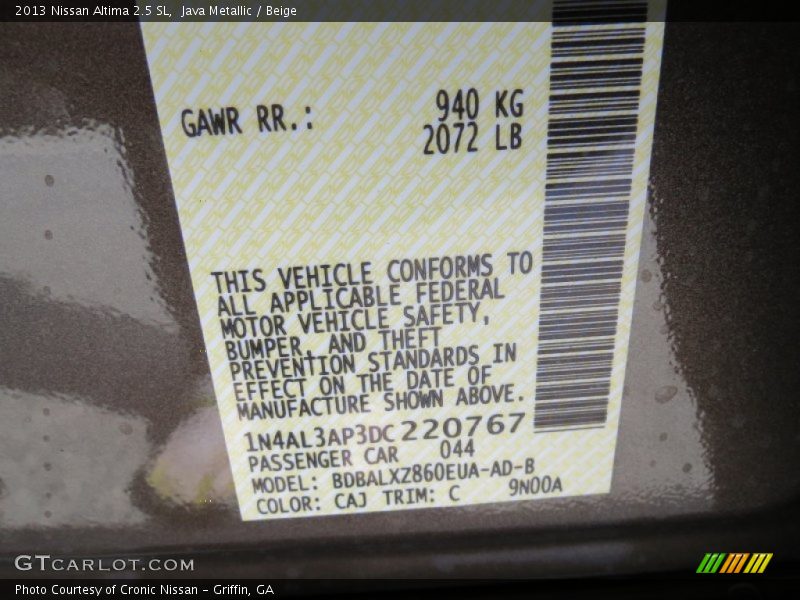 2013 Nissan Altima 2.5 SL,  Java Metallic / Beige
GAWR RR.: 940 KG
2072 LB
THIS VEHICLE CONFORMS TO
ALL APPLICABLE FEDERAL
MOTOR VEHICLE SAFETY,
BUMPER, AND THEFT
PREVENTION STANDARDS IN
EFFECT ON THE DATE OF
MANUFACTURE SHOWN ABOVE.
1N4AL3AP3DC220767
PASSENGER CAR 044
MODEL: BDBALXZ860EUA-AD-B
COLOR: CAJ TRIM: C 9N00A
GTCARLOT.COM
Photo Courtesy of Cronic Nissan - Griffin, GA